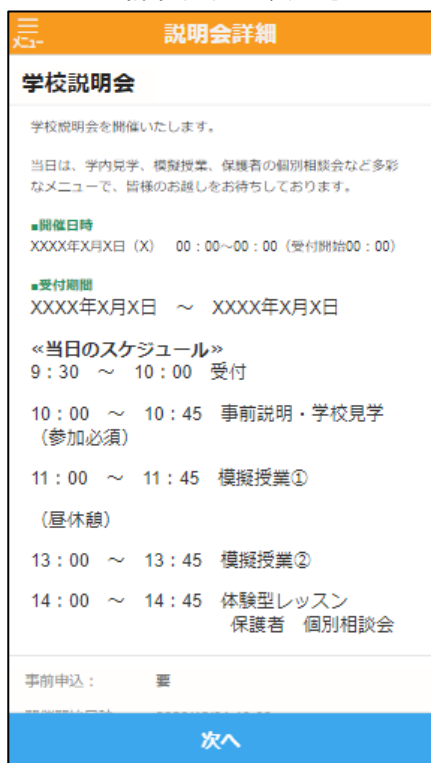 メニュー
説明会詳細
学校説明会
学校説明会を開催いたします。
当日は、学内見学、模擬授業、保護者の個別相談会など多彩
なメニューで、皆様のお越しをお待ちしております。
■開催日時
XXXX年X月X日（X）　00：00～00：00（受付開始00：00）
■受付期間
XXXX年X月X日　～　XXXX年X月X日
≪当日のスケジュール≫
9：30　～　10：00　受付
10：00　～　10：45　事前説明・学校見学
（参加必須）
11：00　～　11：45　模擬授業①
（昼休憩）
13：00　～　13：45　模擬授業②
14：00　～　14：45　体験型レッスン
保護者　個別相談会
事前申込：　要
次へ